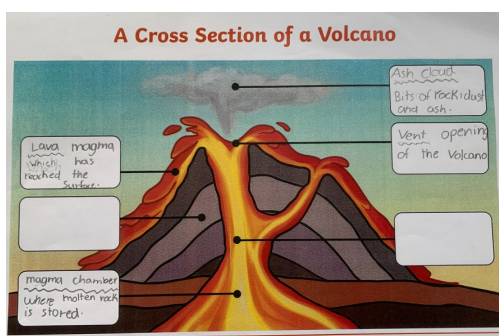 A Cross Section of a Volcano
Ash cloud
Bits of rock, dust
and ash.
Vent opening
of the Volcano
Lava magma
which has
reached the
Surface.
magma chamber
where molten rock
is stored.